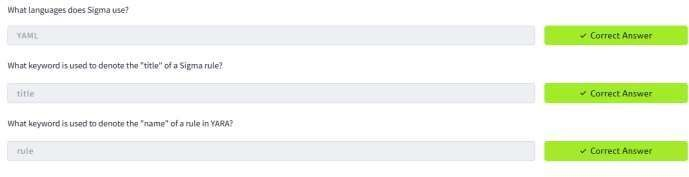 What languages does Sigma use?
YAML
✓ Correct Answer
What keyword is used to denote the "title" of a Sigma rule?
title
✓ Correct Answer
What keyword is used to denote the "name" of a rule in YARA?
rule
✓ Correct Answer